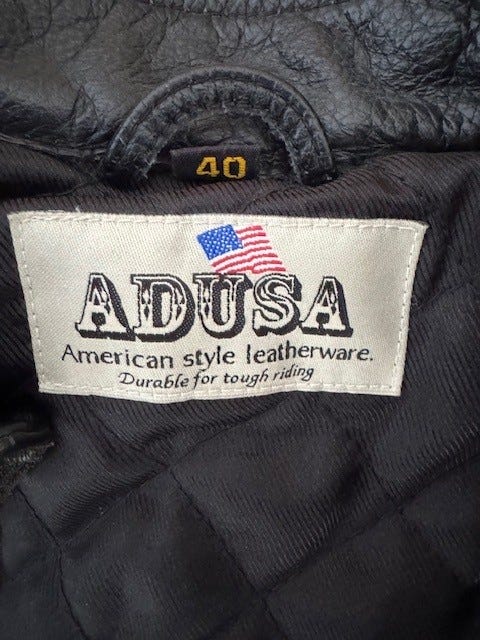 40
ADUSA
American style leatherware.
Durable for tough riding